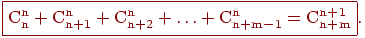 C_n^n + C_{n+1}^n + C_{n+2}^n + … + C_{n+m−1}^n = C_{n+m}^{n+1}.